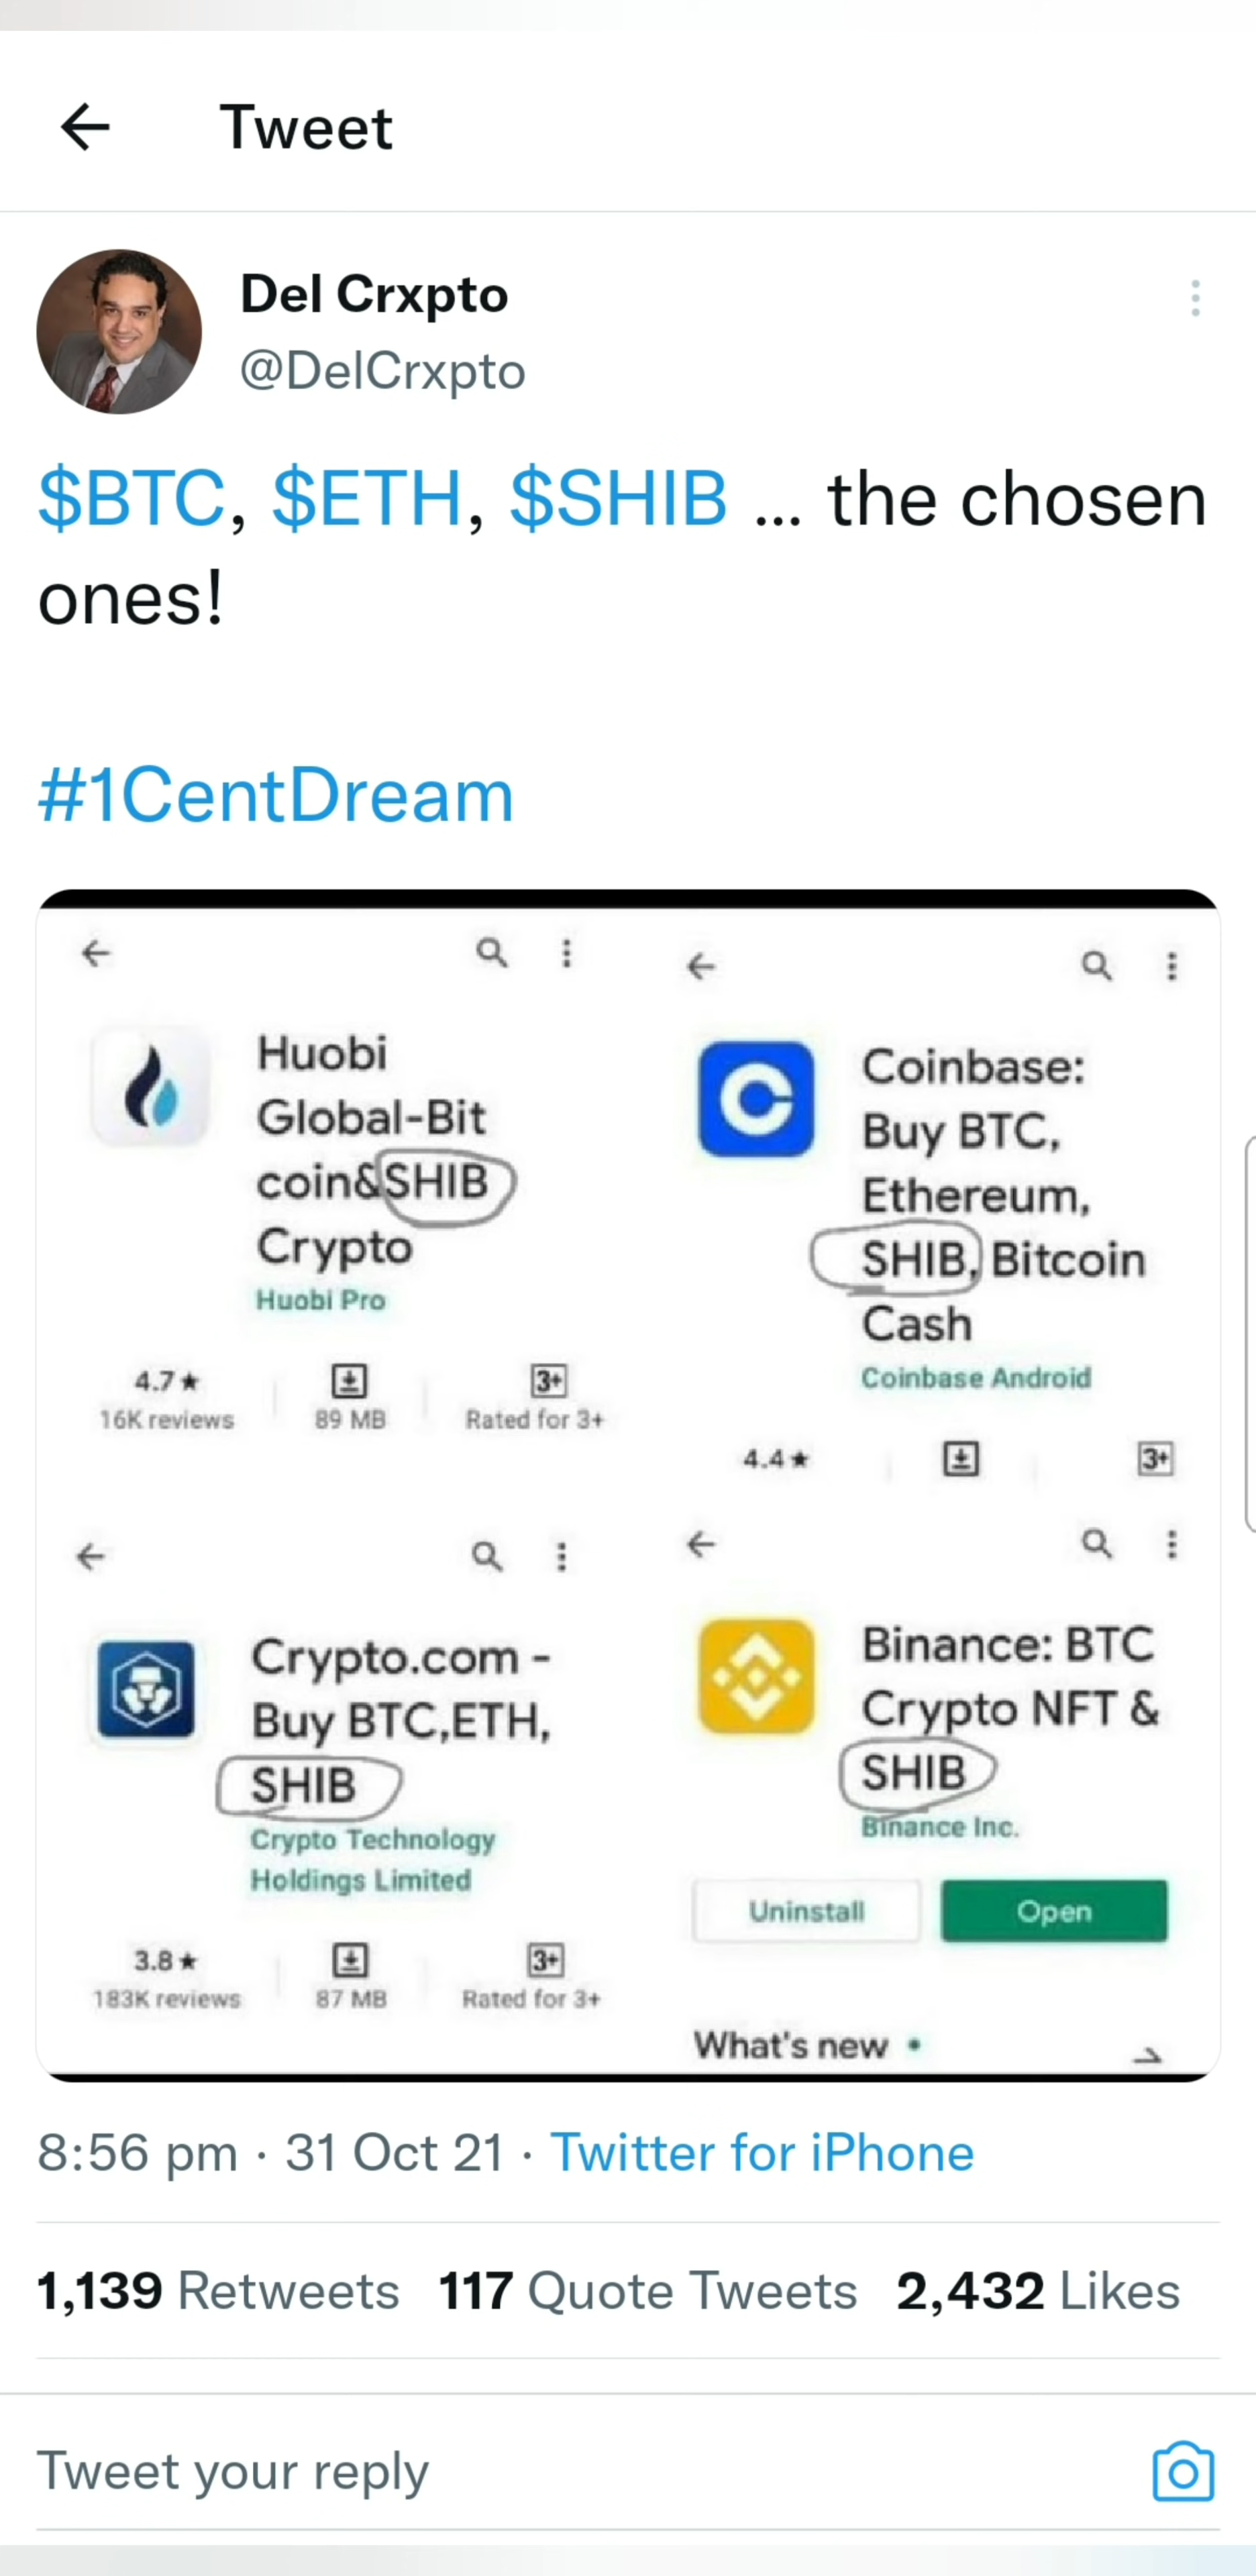 Tweet
Del Crxpto
@DelCrxpto
$BTC, $ETH, $SHIB ... the chosen
ones!
#1CentDream
Huobi
Global-Bit
coin&SHIB
Crypto
Huobi Pro
4.7★
16K reviews
89 MB
3+
Rated for 3+
Coinbase:
Buy BTC,
Ethereum,
SHIB, Bitcoin
Cash
Coinbase Android
4.4★
3+
Crypto.com -
Buy BTC,ETH,
SHIB
Crypto Technology
Holdings Limited
3.8★
183K reviews
87 MB
3+
Rated for 3+
Binance: BTC
Crypto NFT &
SHIB
Binance Inc.
Uninstall
Open
What's new •
8:56 pm · 31 Oct 21 · Twitter for iPhone
1,139 Retweets 117 Quote Tweets 2,432 Likes
Tweet your reply